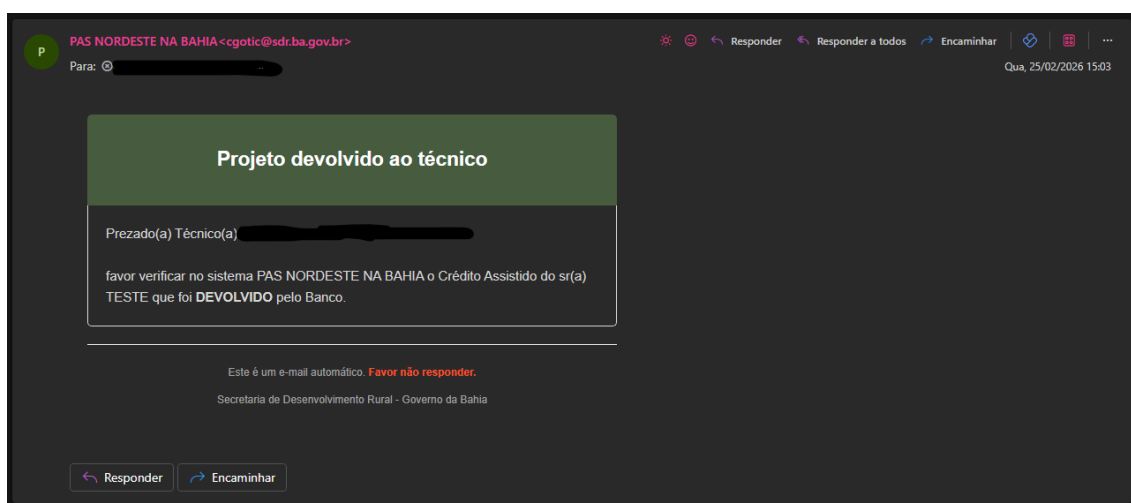 P
PAS NORDESTE NA BAHIA<cgotic@sdr.ba.gov.br>
Responder
Responder a todos
Encaminhar
Para:
Qua, 25/02/2026 15:03
Projeto devolvido ao técnico
Prezado(a) Técnico(a)
favor verificar no sistema PAS NORDESTE NA BAHIA o Crédito Assistido do sr(a)
TESTE que foi DEVOLVIDO pelo Banco.
Este é um e-mail automático. Favor não responder.
Secretaria de Desenvolvimento Rural - Governo da Bahia
Responder
Encaminhar